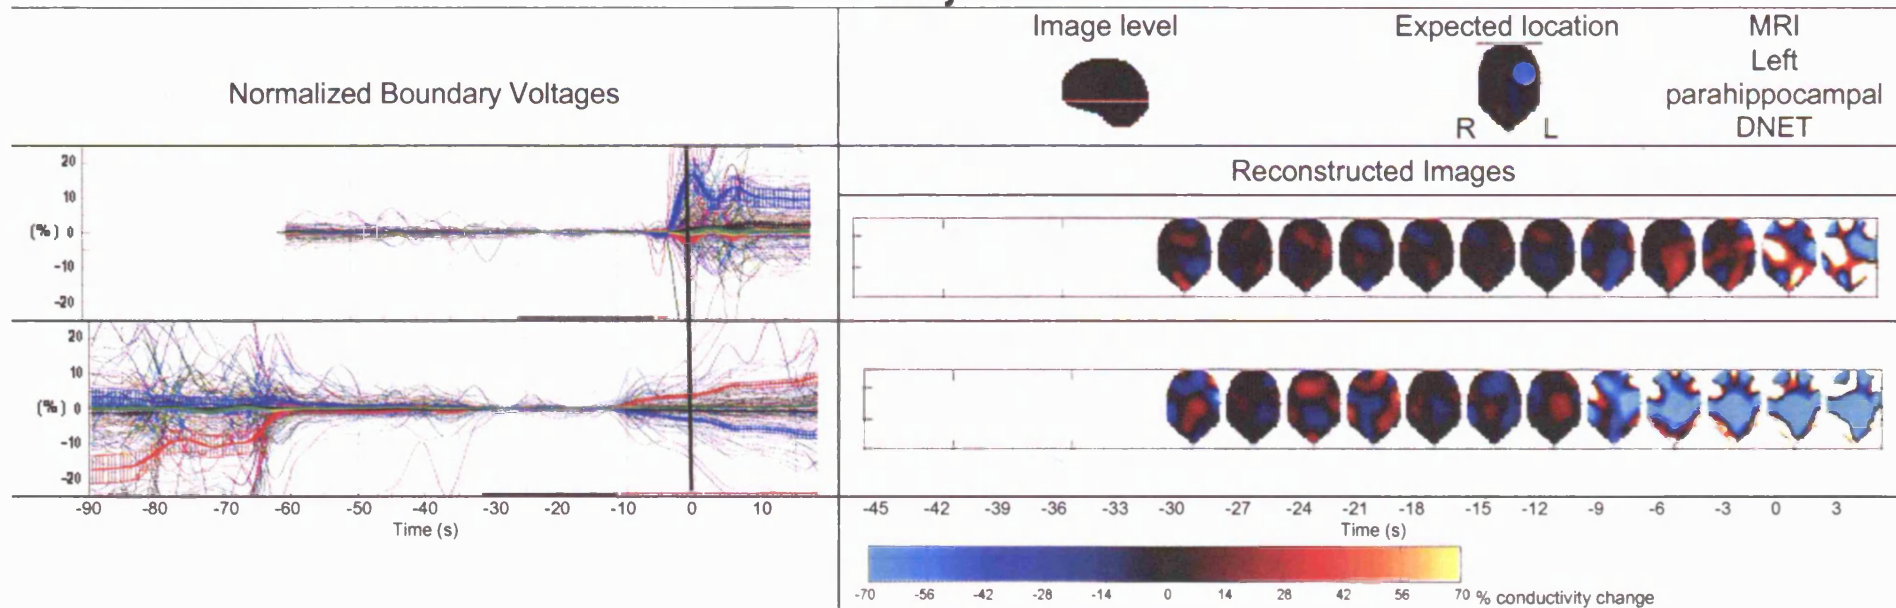 Image level
Expected location
MRI
Left
parahippocampal
DNET
Normalized Boundary Voltages
R L
Reconstructed Images
20
10
(%) 0
-10
-20
20
10
(%) 0
-10
-20
-90 -80 -70 -60 -50 -40 -30 -20 -10 0 10
Time (s)
-45 -42 -39 -36 -33 -30 -27 -24 -21 -18 -15 -12 -9 -6 -3 0 3
Time (s)
-70 -56 -42 -28 -14 0 14 28 42 56 70 % conductivity change